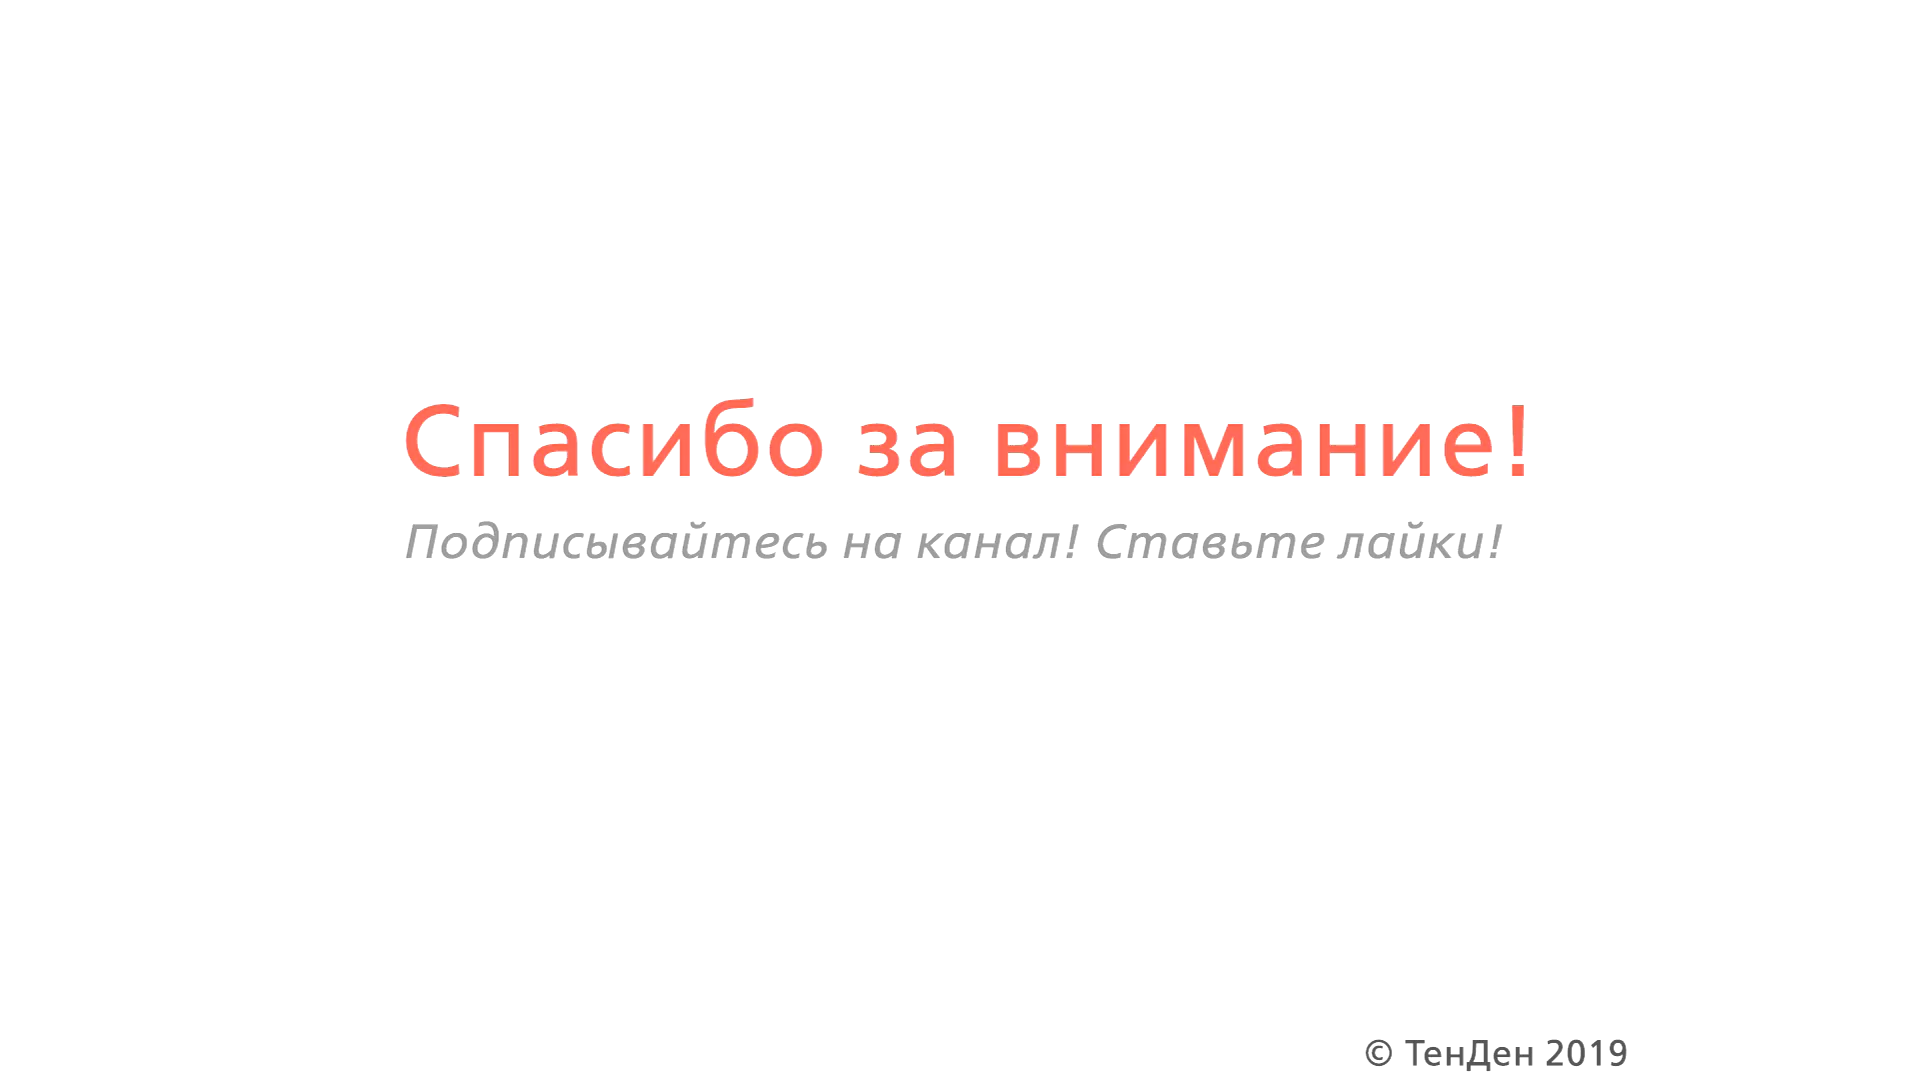 Спасибо за внимание!
Подписывайтесь на канал! Ставьте лайки!
© ТенДен 2019